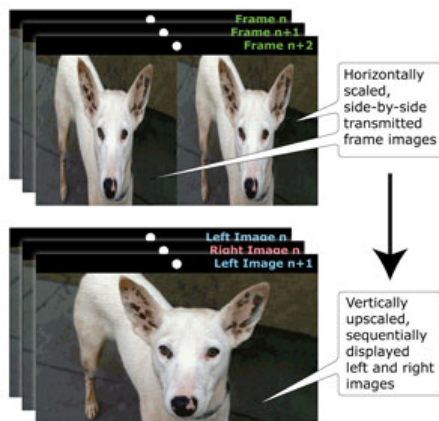 Frame n
Frame n+1
Frame n+2
Horizontally
scaled,
side-by-side
transmitted
frame images
Left Image n
Right Image n
Left Image n+1
Vertically
upscaled,
sequentially
displayed
left and right
images